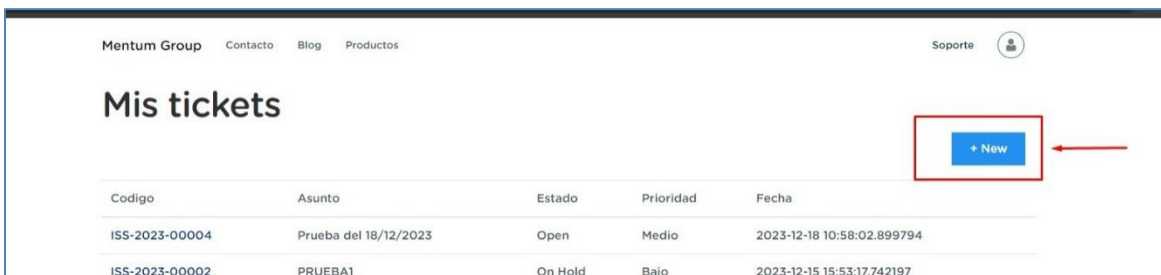 Mentum Group Contacto Blog Productos Soporte
Mis tickets
+ New
Codigo Asunto Estado Prioridad Fecha
ISS-2023-00004 Prueba del 18/12/2023 Open Medio 2023-12-18 10:58:02.899794
ISS-2023-00002 PRUEBA1 On Hold Bajo 2023-12-15 15:53:17.742197